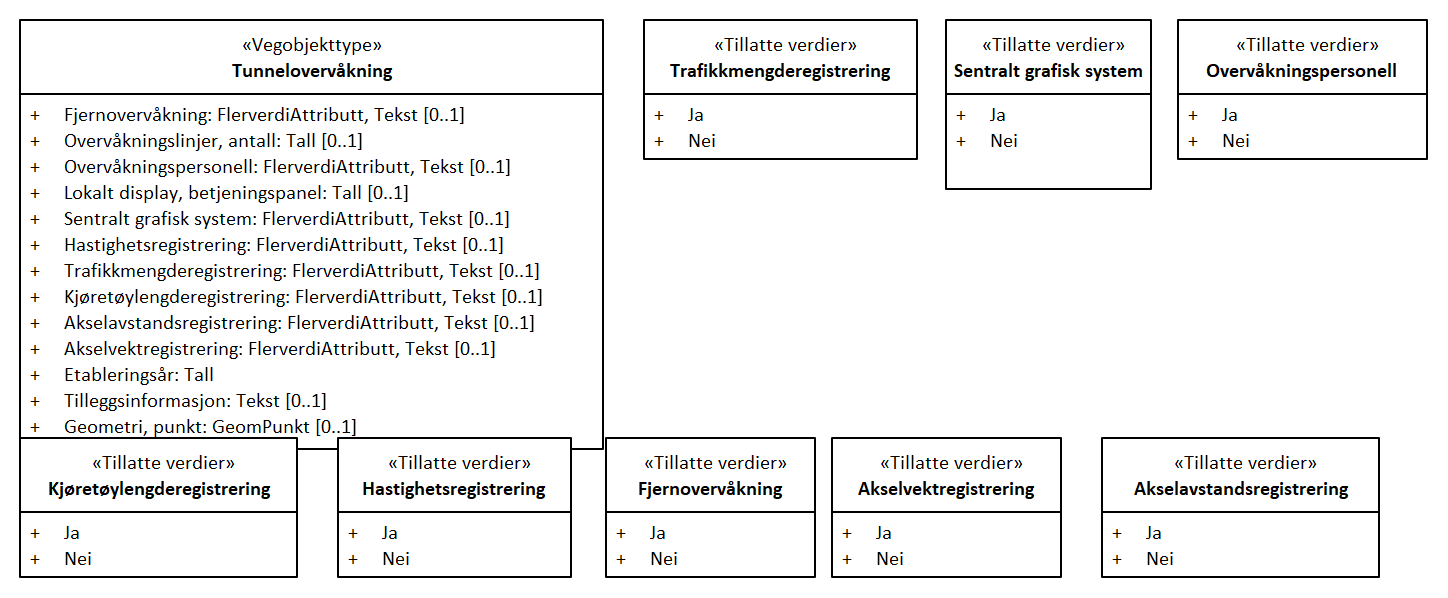 «Vegobjekttype»
Tunnelovervåkning
+ Fjernovervåkning: FlerverdiAttributt, Tekst [0..1]
+ Overvåkningslinjer, antall: Tall [0..1]
+ Overvåkningspersonell: FlerverdiAttributt, Tekst [0..1]
+ Lokalt display, betjeningspanel: Tall [0..1]
+ Sentralt grafisk system: FlerverdiAttributt, Tekst [0..1]
+ Hastighetsregistrering: FlerverdiAttributt, Tekst [0..1]
+ Trafikkmengderegistrering: FlerverdiAttributt, Tekst [0..1]
+ Kjøretøylengderegistrering: FlerverdiAttributt, Tekst [0..1]
+ Akselavstandsregistrering: FlerverdiAttributt, Tekst [0..1]
+ Akselvektregistrering: FlerverdiAttributt, Tekst [0..1]
+ Etableringsår: Tall
+ Tilleggsinformasjon: Tekst [0..1]
+ Geometri, punkt: GeomPunkt [0..1]
«Tillatte verdier»
Trafikkmengderegistrering
+ Ja
+ Nei
«Tillatte verdier»
Sentralt grafisk system
+ Ja
+ Nei
«Tillatte verdier»
Overvåkningspersonell
+ Ja
+ Nei
«Tillatte verdier»
Kjøretøylengderegistrering
+ Ja
+ Nei
«Tillatte verdier»
Hastighetsregistrering
+ Ja
+ Nei
«Tillatte verdier»
Fjernovervåkning
+ Ja
+ Nei
«Tillatte verdier»
Akselvektregistrering
+ Ja
+ Nei
«Tillatte verdier»
Akselavstandsregistrering
+ Ja
+ Nei